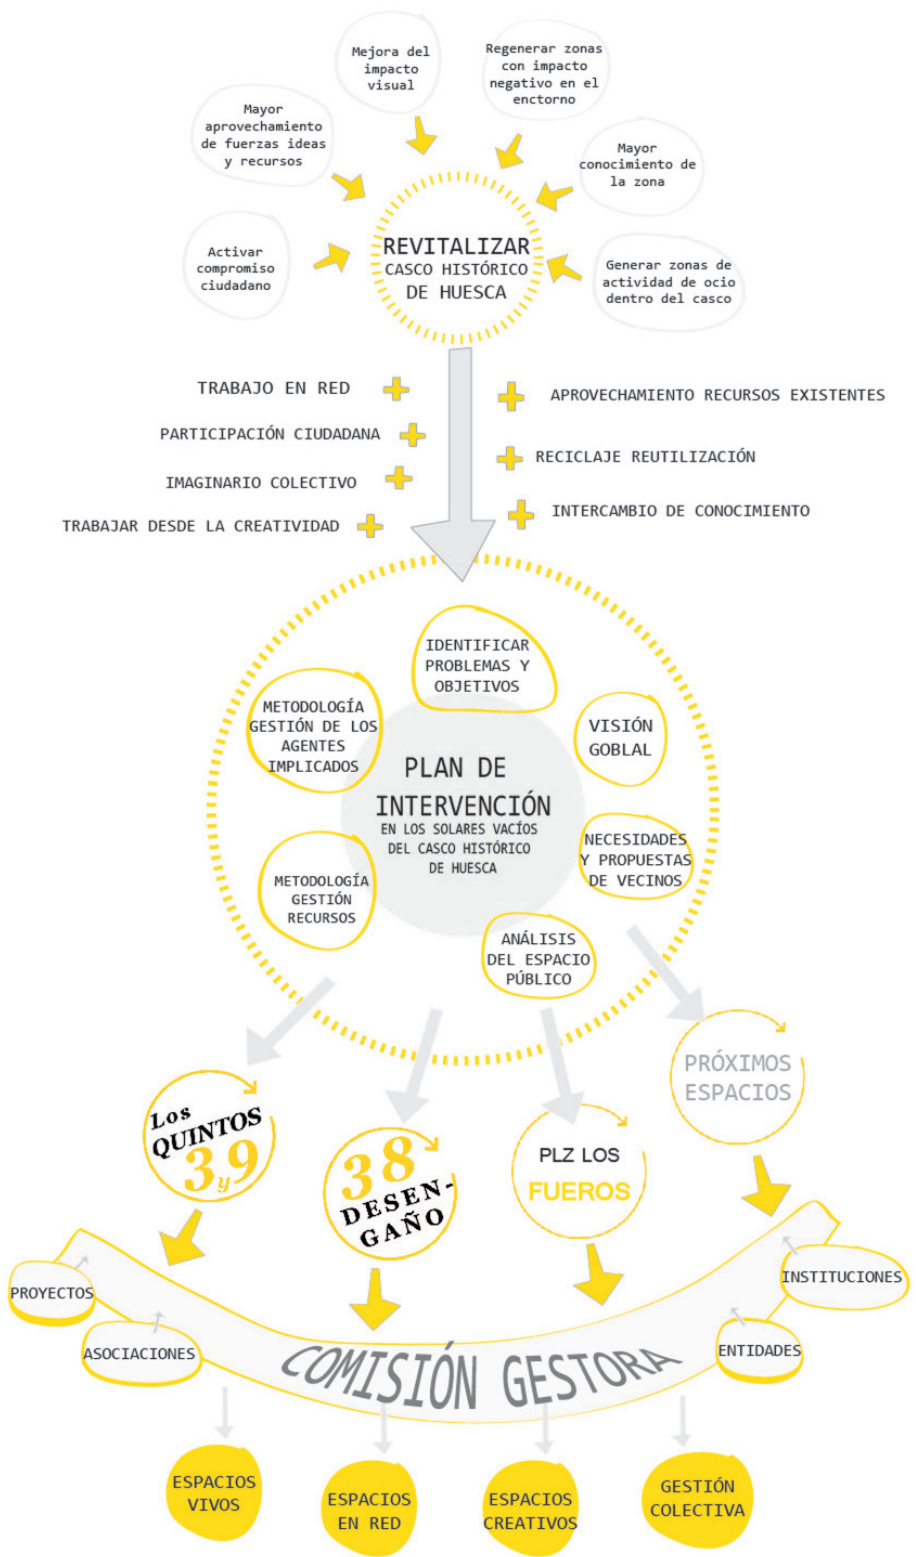 Mejora del
impacto
visual
Regenerar zonas
con impacto
negativo en el
enctorno
Mayor
aprovechamiento
de fuerzas ideas
y recursos
Mayor
conocimiento de
la zona
Activar
compromiso
ciudadano
Generar zonas de
actividad de ocio
dentro del casco
REVITALIZAR
CASCO HISTÓRICO
DE HUESCA
TRABAJO EN RED
PARTICIPACIÓN CIUDADANA
IMAGINARIO COLECTIVO
TRABAJAR DESDE LA CREATIVIDAD
APROVECHAMIENTO RECURSOS EXISTENTES
RECICLAJE REUTILIZACIÓN
INTERCAMBIO DE CONOCIMIENTO
IDENTIFICAR
PROBLEMAS Y
OBJETIVOS
METODOLOGÍA
GESTIÓN DE LOS
AGENTES
IMPLICADOS
VISIÓN
GOBLAL
PLAN DE
INTERVENCIÓN
EN LOS SOLARES VACÍOS
DEL CASCO HISTÓRICO
DE HUESCA
NECESIDADES
Y PROPUESTAS
DE VECINOS
METODOLOGÍA
GESTIÓN
RECURSOS
ANÁLISIS
DEL ESPACIO
PÚBLICO
PRÓXIMOS
ESPACIOS
Los
QUINTOS
3y9
38
DESEN-
GAÑO
PLZ LOS
FUEROS
PROYECTOS
ASOCIACIONES
COMISIÓN GESTORA
ENTIDADES
INSTITUCIONES
ESPACIOS
VIVOS
ESPACIOS
EN RED
ESPACIOS
CREATIVOS
GESTIÓN
COLECTIVA